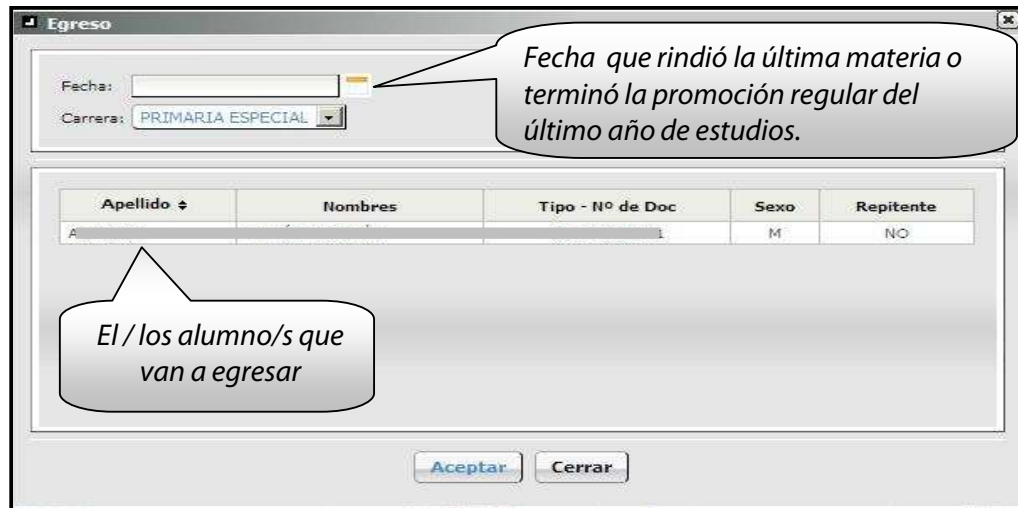 Egreso
Fecha:
Carrera: PRIMARIA ESPECIAL
Fecha que rindió la última materia o
terminó la promoción regular del
último año de estudios.
Apellido Nombres Tipo - Nº de Doc Sexo Repitente
A 1 M NO
El / los alumno/s que
van a egresar
Aceptar Cerrar